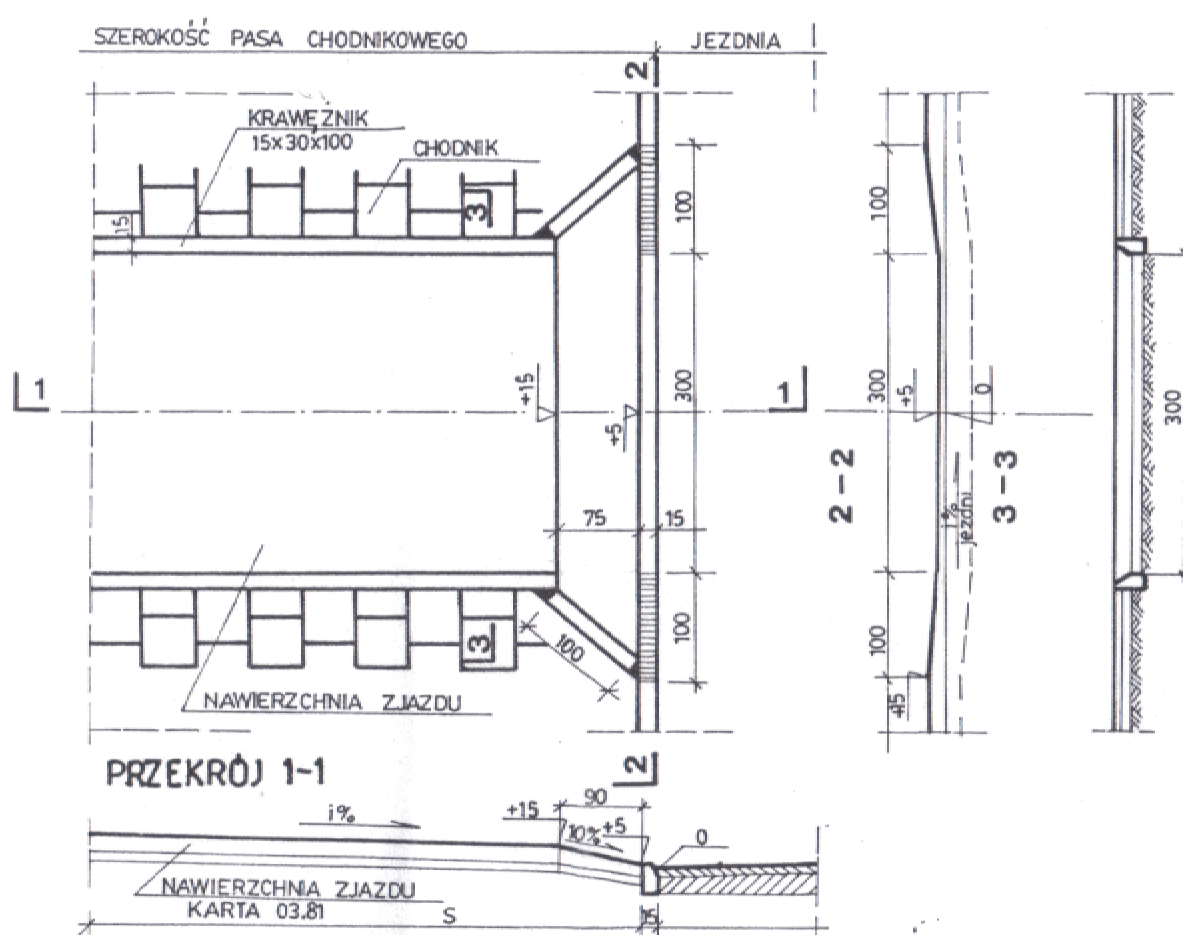 SZEROKOŚĆ PASA CHODNIKOWEGO
JEZDNIA
2
KRAWĘŻNIK
15x30x100
CHODNIK
3
15
100
100
1
+15
+5
300
1
300
+5
0
300
2-2
3-3
75
15
i%
jezdni
3
100
100
100
+15
NAWIERZCHNIA ZJAZDU
PRZEKRÓJ 1-1
2
i%
+15
90
10%
+5
0
NAWIERZCHNIA ZJAZDU
KARTA 03.81
S
15